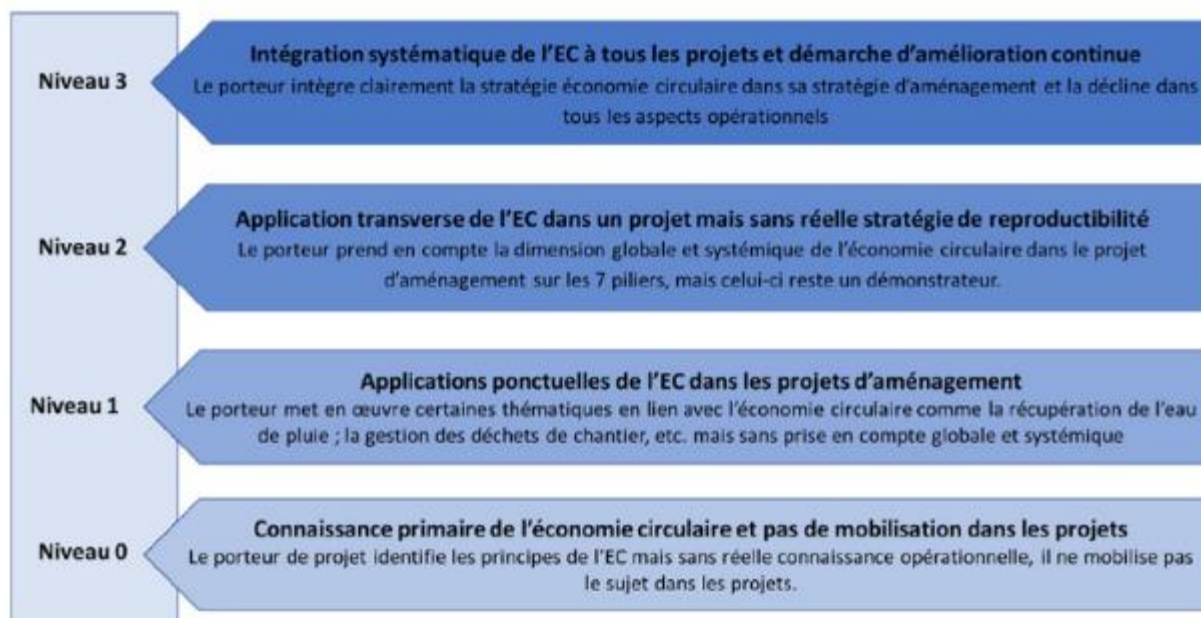 Niveau 3
Intégration systématique de l'EC à tous les projets et démarche d'amélioration continue
Le porteur intègre clairement la stratégie économie circulaire dans sa stratégie d'aménagement et la décline dans
tous les aspects opérationnels
Niveau 2
Application transverse de l'EC dans un projet mais sans réelle stratégie de reproductibilité
Le porteur prend en compte la dimension globale et systémique de l'économie circulaire dans le projet
d'aménagement sur les 7 piliers, mais celui-ci reste un démonstrateur.
Niveau 1
Applications ponctuelles de l'EC dans les projets d'aménagement
Le porteur met en œuvre certaines thématiques en lien avec l'économie circulaire comme la récupération de l'eau
de pluie ; la gestion des déchets de chantier, etc. mais sans prise en compte globale et systémique
Niveau 0
Connaissance primaire de l'économie circulaire et pas de mobilisation dans les projets
Le porteur de projet identifie les principes de l'EC mais sans réelle connaissance opérationnelle, il ne mobilise pas
le sujet dans les projets.